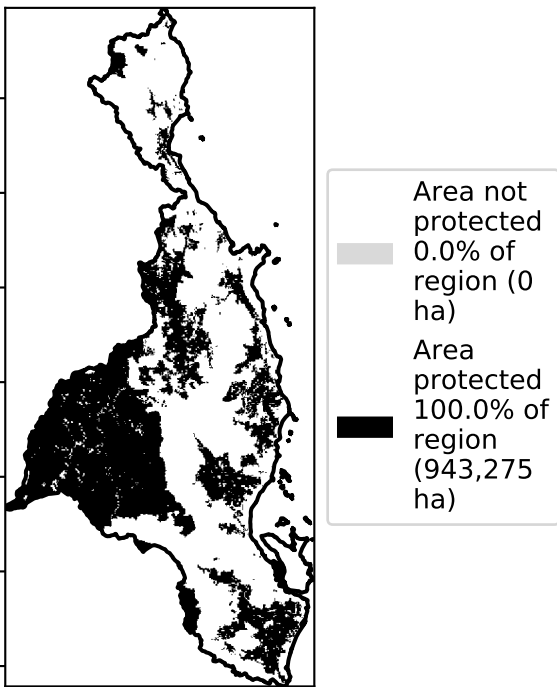 Area not
protected
0.0% of
region (0
ha)
Area
protected
100.0% of
region
(943,275
ha)